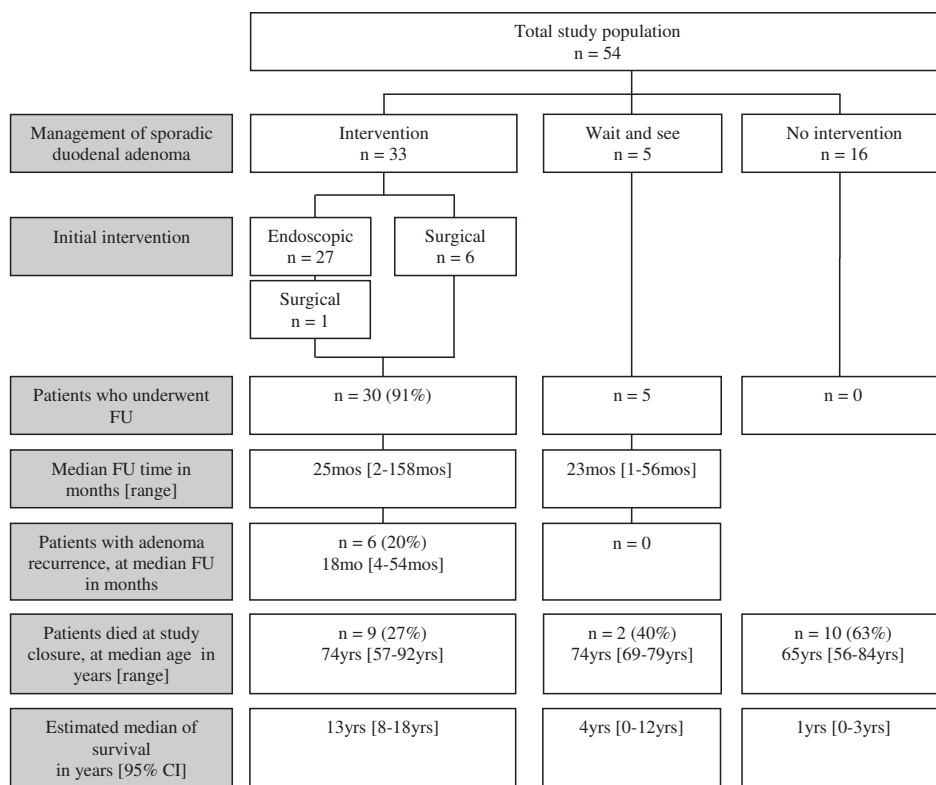 Total study population
n = 54
Management of sporadic
duodenal adenoma
Intervention
n = 33
Wait and see
n = 5
No intervention
n = 16
Initial intervention
Endoscopic
n = 27
Surgical
n = 6
Surgical
n = 1
Patients who underwent
FU
n = 30 (91%)
n = 5
n = 0
Median FU time in
months [range]
25mos [2-158mos]
23mos [1-56mos]
Patients with adenoma
recurrence, at median FU
in months
n = 6 (20%)
18mo [4-54mos]
n = 0
Patients died at study
closure, at median age in
years [range]
n = 9 (27%)
74yrs [57-92yrs]
n = 2 (40%)
74yrs [69-79yrs]
n = 10 (63%)
65yrs [56-84yrs]
Estimated median of
survival
in years [95% CI]
13yrs [8-18yrs]
4yrs [0-12yrs]
1yrs [0-3yrs]